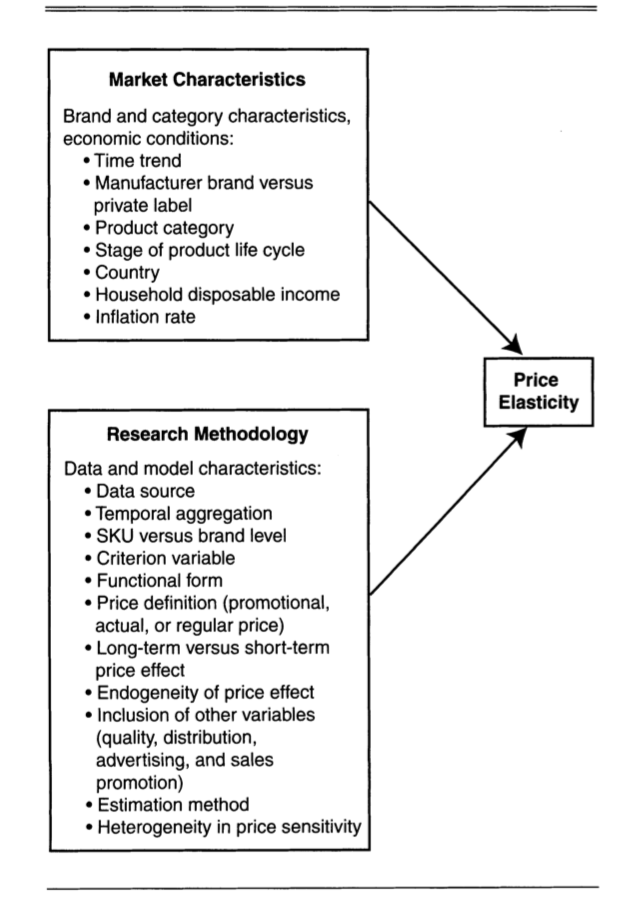 Market Characteristics
Brand and category characteristics,
economic conditions:
• Time trend
• Manufacturer brand versus
private label
• Product category
• Stage of product life cycle
• Country
• Household disposable income
• Inflation rate
Price
Elasticity
Research Methodology
Data and model characteristics:
• Data source
• Temporal aggregation
• SKU versus brand level
• Criterion variable
• Functional form
• Price definition (promotional,
actual, or regular price)
• Long-term versus short-term
price effect
• Endogeneity of price effect
• Inclusion of other variables
(quality, distribution,
advertising, and sales
promotion)
• Estimation method
• Heterogeneity in price sensitivity